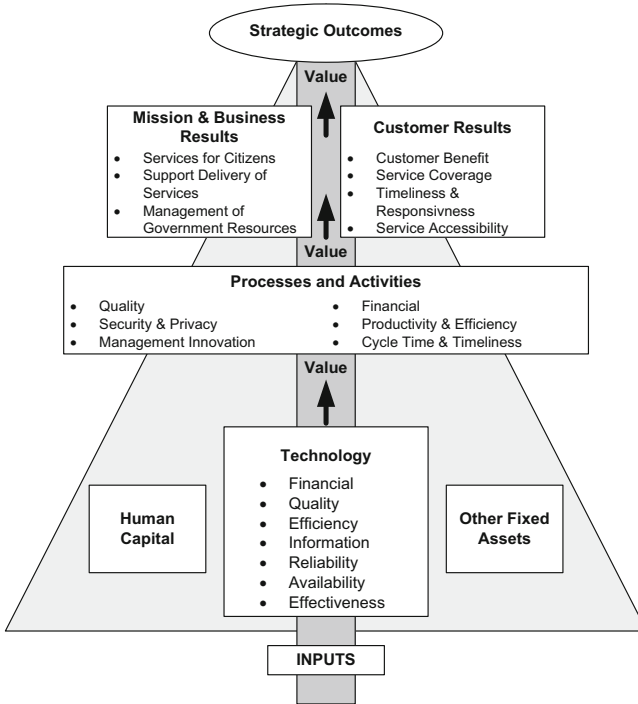 Strategic Outcomes
Value
Mission & Business
Results
• Services for Citizens
• Support Delivery of
Services
• Management of
Government Resources
Customer Results
• Customer Benefit
• Service Coverage
• Timeliness &
• Responsivness
• Service Accessibility
Value
Processes and Activities
• Quality
• Security & Privacy
• Management Innovation
• Financial
• Productivity & Efficiency
• Cycle Time & Timeliness
Value
Technology
• Financial
• Quality
• Efficiency
• Information
• Reliability
• Availability
• Effectiveness
Human
Capital
Other Fixed
Assets
INPUTS